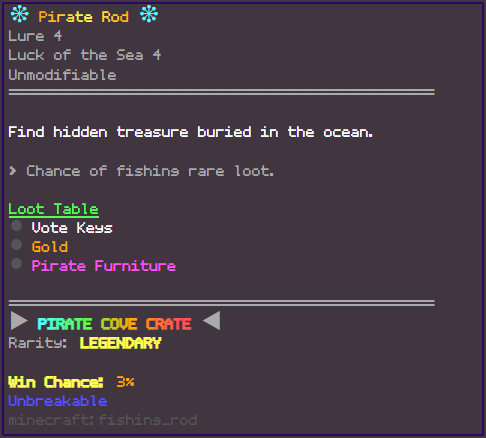 ❇ Pirate Rod ❇
Lure 4
Luck of the Sea 4
Unmodifiable
Find hidden treasure buried in the ocean.
> Chance of fishing rare loot.
Loot Table
● Vote Keys
● Gold
● Pirate Furniture
▶ PIRATE COVE CRATE ◀
Rarity: LEGENDARY
Win Chance: 3%
Unbreakable
minecraft:fishing_rod